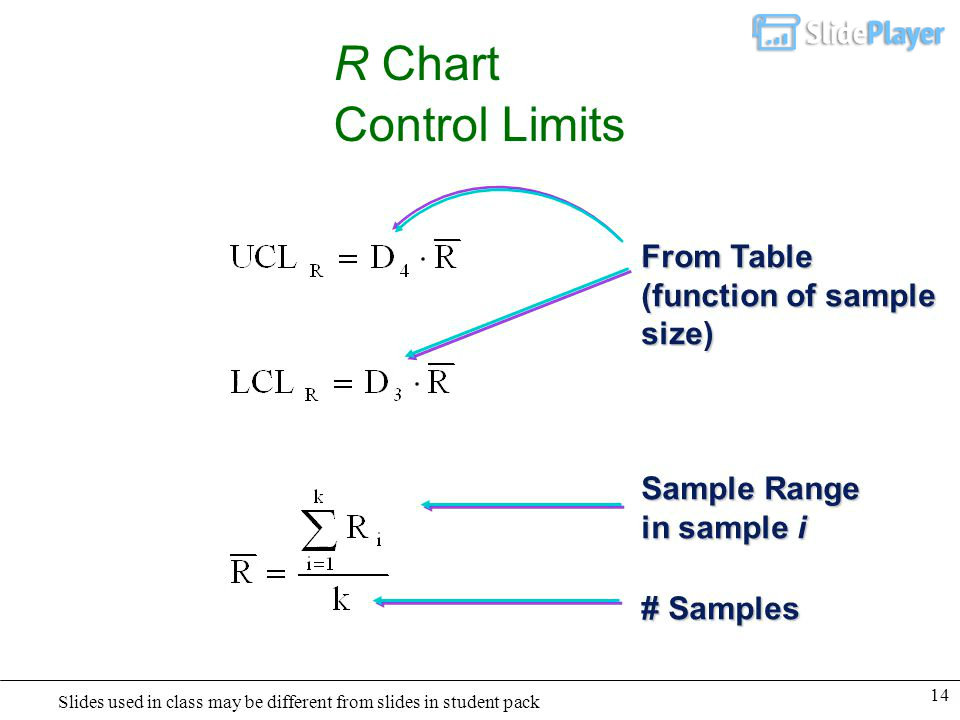 SlidePlayer
R Chart
Control Limits
UCL R = D4 · R̅
From Table
(function of sample
size)
LCL R = D3 · R̅
Sample Range
in sample i
R̅ = k ∑ i=1 R i / k
# Samples
Slides used in class may be different from slides in student pack
14